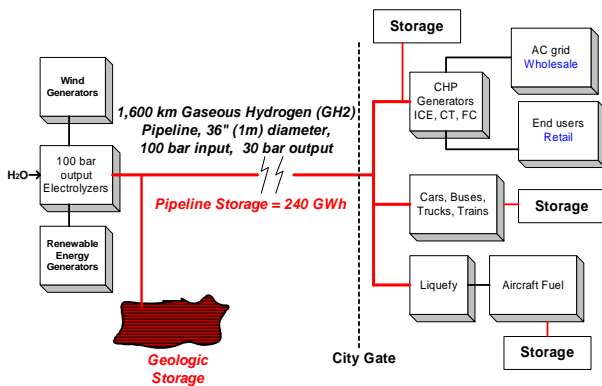 Storage
AC grid
Wholesale
Wind
Generators
CHP
Generators
ICE, CT, FC
1,600 km Gaseous Hydrogen (GH2)
Pipeline, 36" (1m) diameter,
100 bar input,  30 bar output
End users
Retail
H2O
100 bar
output
Electrolyzers
Pipeline Storage = 240 GWh
Cars, Buses,
Trucks, Trains
Storage
Renewable
Energy
Generators
Liquefy
Aircraft Fuel
Geologic
Storage
City Gate
Storage